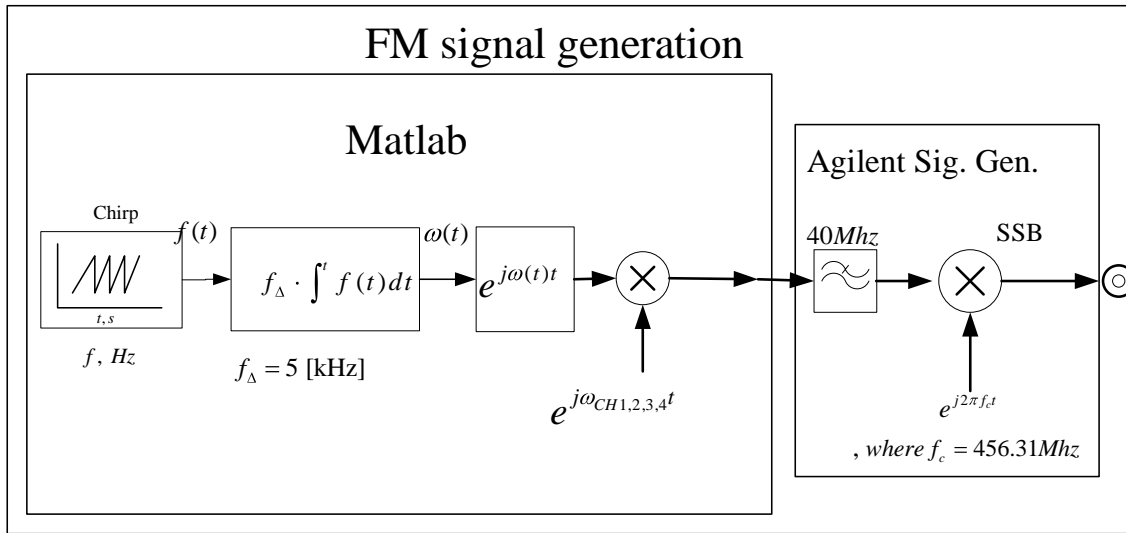 FM signal generation
Matlab
Chirp
t, s
f, Hz
f(t)
f_Δ · ∫^t f(t)dt
f_Δ = 5 [kHz]
ω(t)
e^{jω(t)t}
e^{jω_{CH1,2,3,4}t}
Agilent Sig. Gen.
40Mhz
SSB
e^{j2πf_ct}
, where f_c = 456.31Mhz